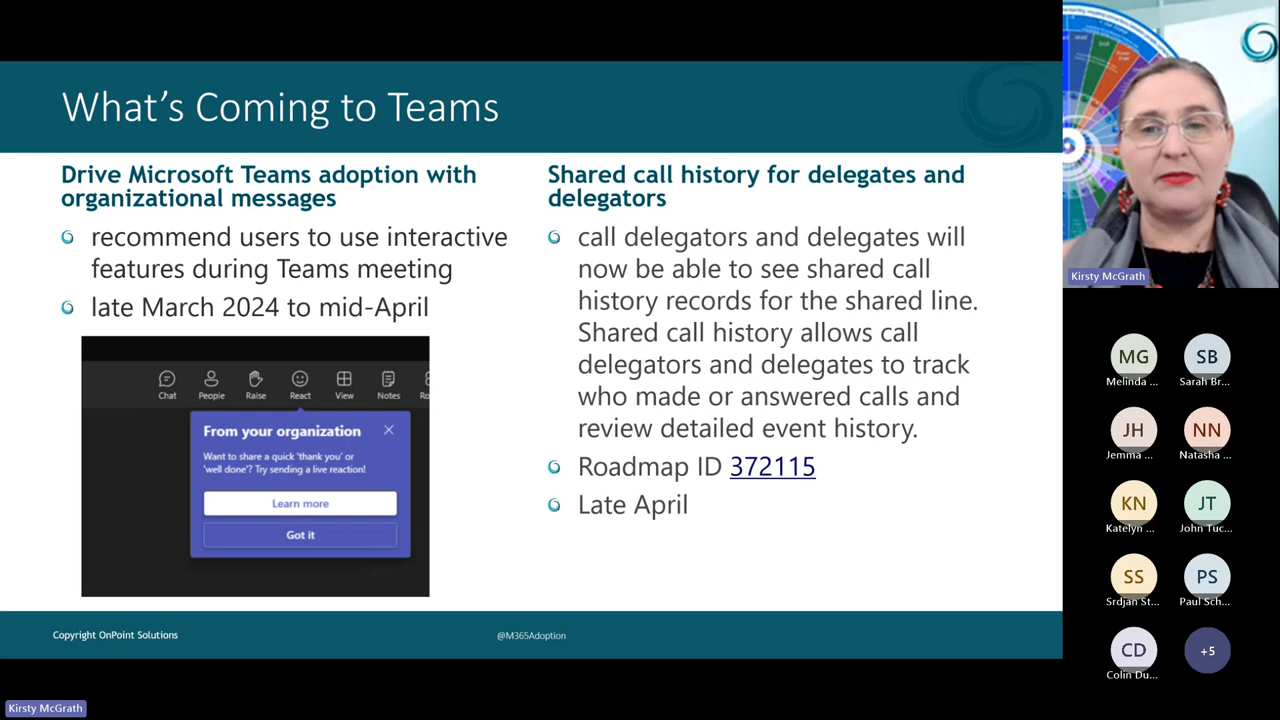 What's Coming to Teams
Drive Microsoft Teams adoption with
organizational messages
recommend users to use interactive
features during Teams meeting
late March 2024 to mid-April
Chat People Raise React View Notes
From your organization
Want to share a quick 'thank you' or
'well done'? Try sending a live reaction!
Learn more
Got it
Shared call history for delegates and
delegators
call delegators and delegates will
now be able to see shared call
history records for the shared line.
Shared call history allows call
delegators and delegates to track
who made or answered calls and
review detailed event history.
Roadmap ID 372115
Late April
Copyright OnPoint Solutions
@M365Adoption
Kirsty McGrath
Kirsty McGrath
MG
Melinda ...
SB
Sarah Br...
JH
Jemma ...
NN
Natasha ...
KN
Katelyn ...
JT
John Tuc...
SS
Srdjan St...
PS
Paul Sch...
CD
Colin Du...
+5